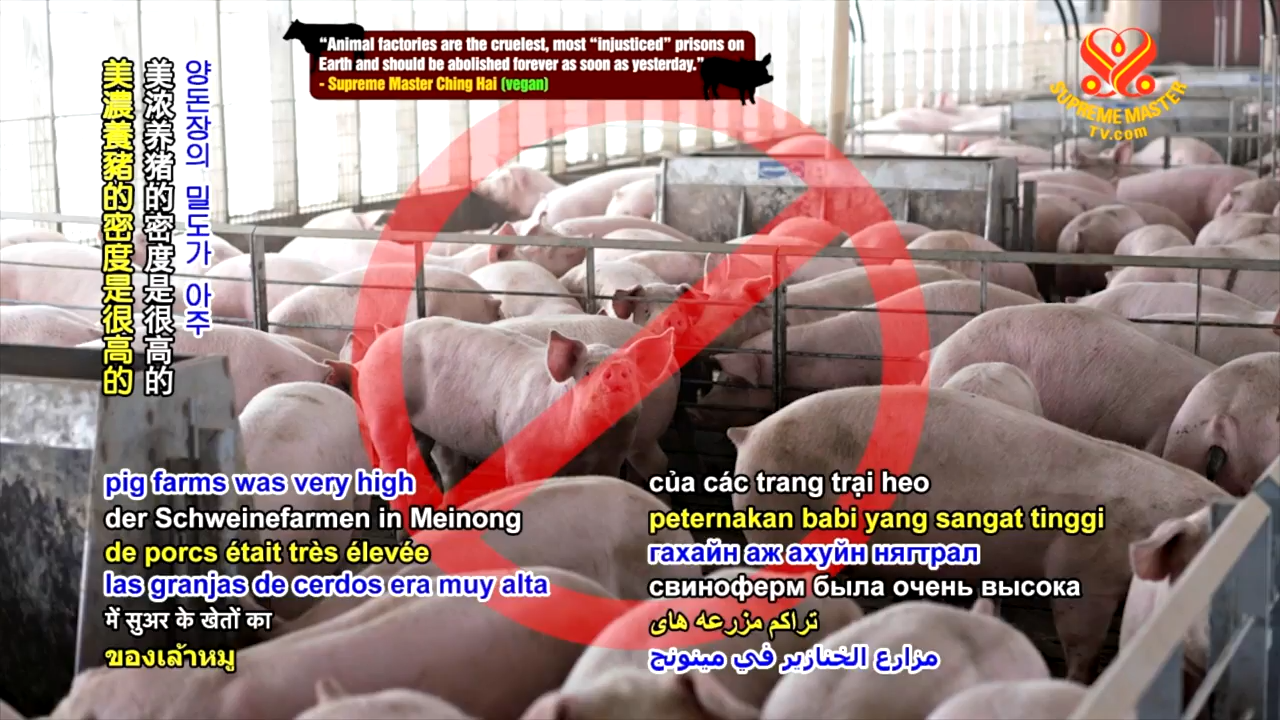 “Animal factories are the cruelest, most “injusticed” prisons on
Earth and should be abolished forever as soon as yesterday.”
- Supreme Master Ching Hai (vegan)
SUPREME MASTER
TV.com
양돈장의 밀도가 아주
美浓养猪的密度是很高的
美濃養豬的密度是很高的
pig farms was very high
der Schweinefarmen in Meinong
de porcs était très élevée
las granjas de cerdos era muy alta
में सुअर के खेतों का
ของเล้าหมู
của các trang trại heo
peternakan babi yang sangat tinggi
гахайн аж ахуйн нягтрал
свиноферм была очень высока
تراکم مزرعه های
مزارع الخنازير في مينونج